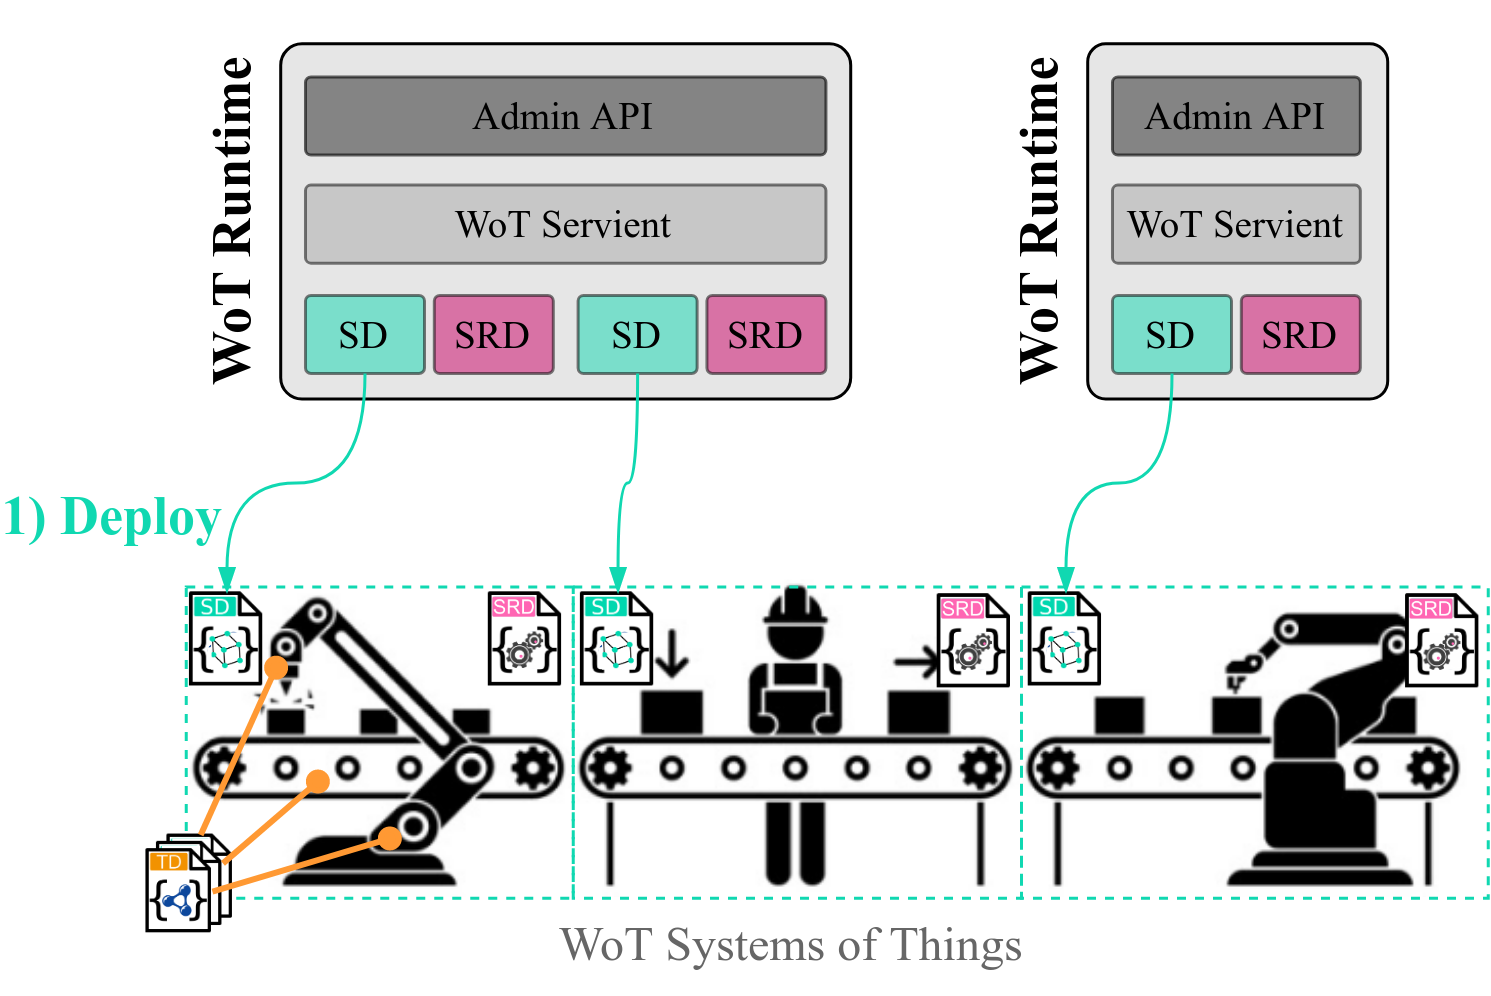 WoT Runtime
Admin API
WoT Servient
SD SRD SD SRD
WoT Runtime
Admin API
WoT Servient
SD SRD
1) Deploy
SD
SRD
SD
SRD
SD
SRD
TD
WoT Systems of Things